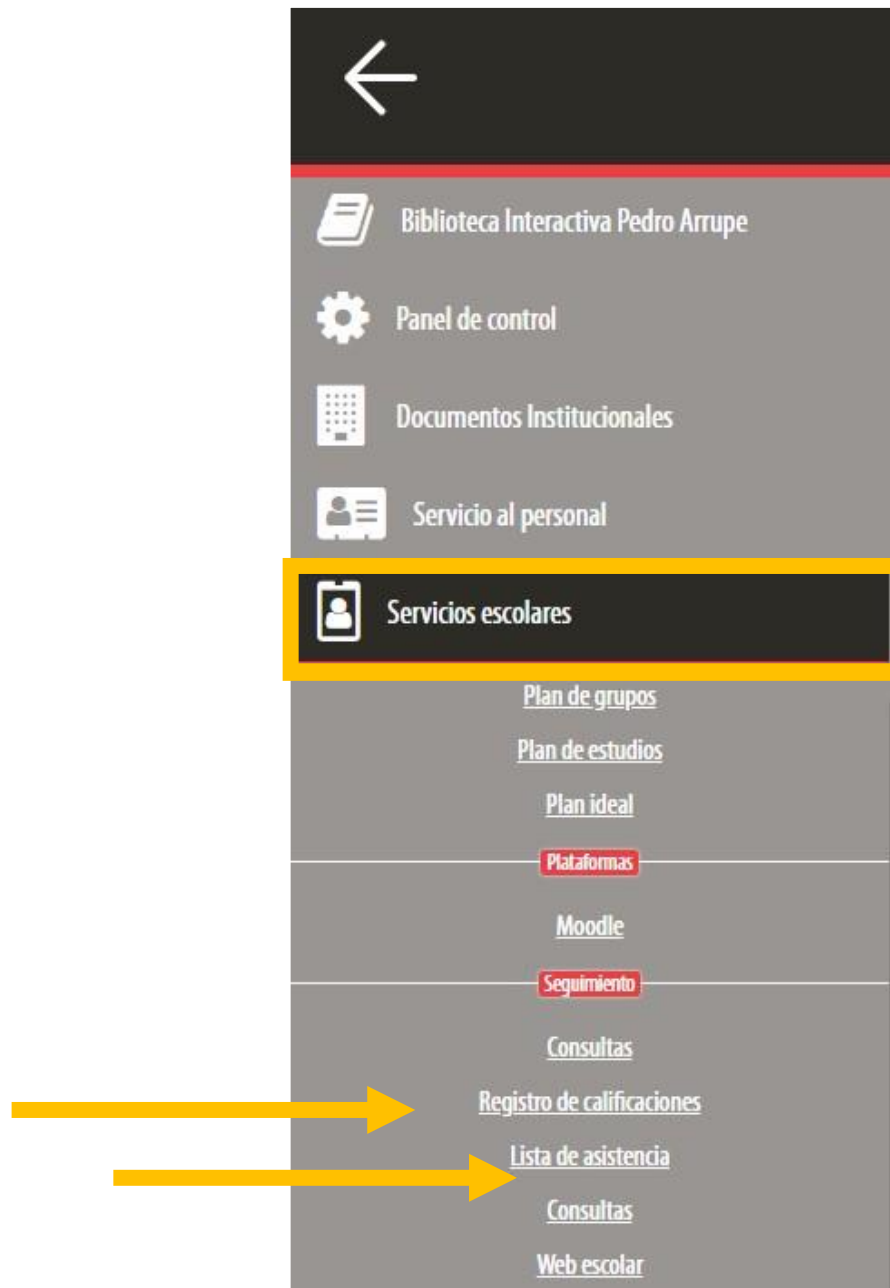 Biblioteca Interactiva Pedro Arrupe
Panel de control
Documentos Institucionales
Servicio al personal
Servicios escolares
Plan de grupos
Plan de estudios
Plan ideal
Plataformas
Moodle
Seguimiento
Consultas
Registro de calificaciones
Lista de asistencia
Consultas
Web escolar